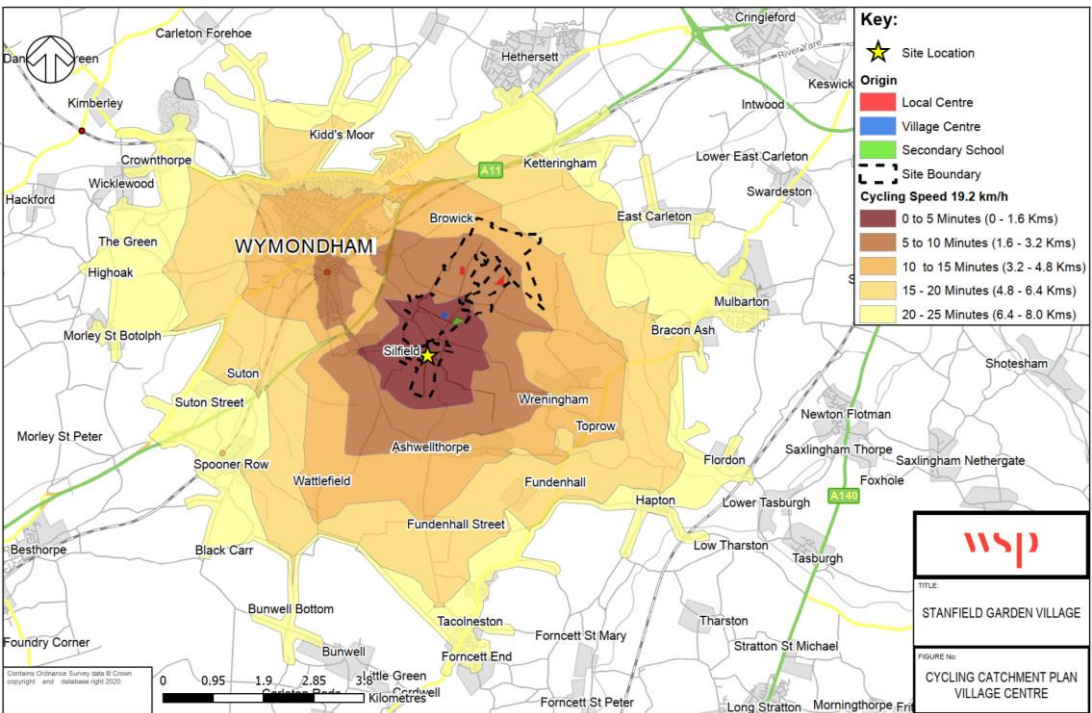 Carleton Forehoe
Cringleford
Hethersett
River Yare
Keswick
Kimberley
Intwood
Kidd's Moor
Crownthorpe
Ketteringham
Lower East Carleton
A11
Wicklewood
Swardeston
Hackford
Browick
East Carleton
The Green
WYMONDHAM
Highoak
Mulbarton
Bracon Ash
Morley St Botolph
Silfield
Shotesham
Suton
Wreningham
Suton Street
Newton Flotman
Toprow
Morley St Peter
Ashwellthorpe
Saxlingham Thorpe
Flordon
Saxlingham Nethergate
Spooner Row
Foxhole
Wattlefield
Fundenhall
A140
Hapton
Lower Tasburgh
Fundenhall Street
Low Tharston
Besthorpe
Black Carr
Tasburgh
Bunwell Bottom
Tacolneston
Tharston
Forncett St Mary
Foundry Corner
Stratton St Michael
Bunwell
Forncett End
Little Green
Forncett St Peter
Long Stratton
Morningthorpe
Key:
Site Location
Origin
Local Centre
Village Centre
Secondary School
Site Boundary
Cycling Speed 19.2 km/h
0 to 5 Minutes (0 - 1.6 Kms)
5 to 10 Minutes (1.6 - 3.2 Kms)
10 to 15 Minutes (3.2 - 4.8 Kms)
15 - 20 Minutes (4.8 - 6.4 Kms)
20 - 25 Minutes (6.4 - 8.0 Kms)
Contains Ordnance Survey data © Crown
copyright and database right 2020.
0 0.95 1.9 2.85 3.8
Kilometres
wsp
TITLE:
STANFIELD GARDEN VILLAGE
FIGURE No:
CYCLING CATCHMENT PLAN
VILLAGE CENTRE